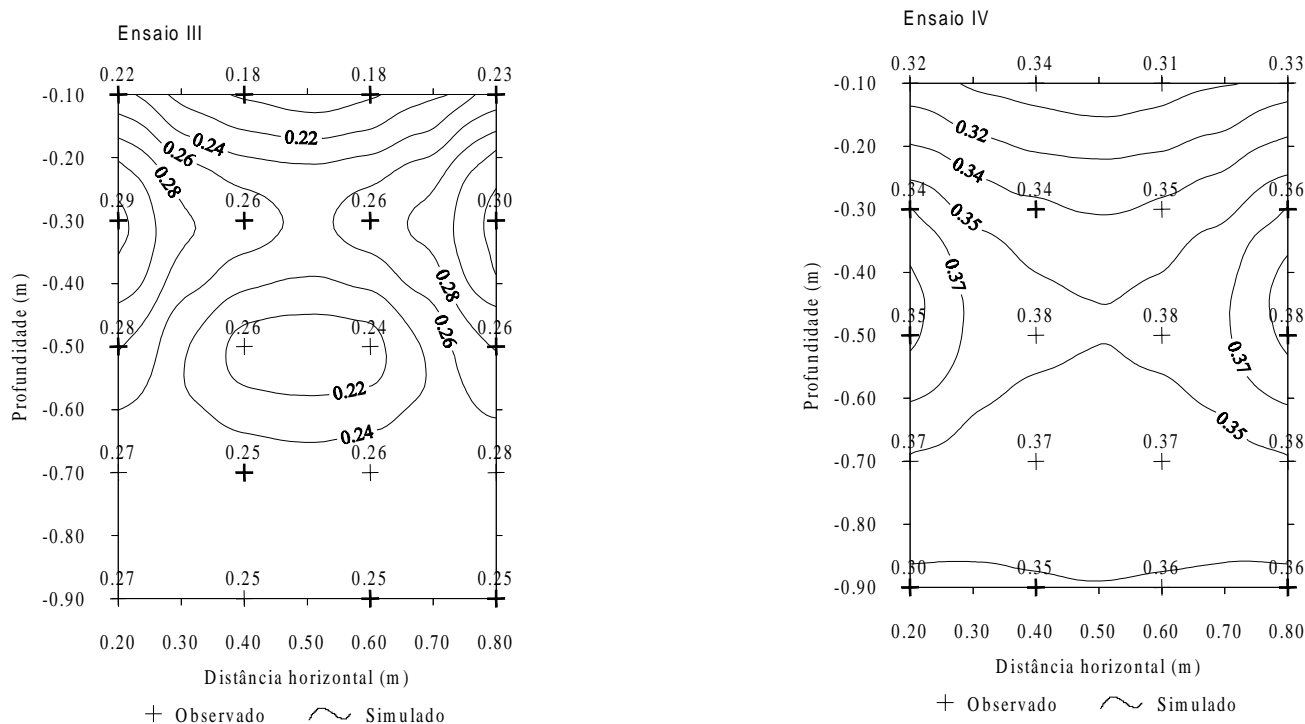 Ensaio III
0.22 0.18 0.18 0.23
-0.10
0.22
0.24
0.26
-0.20
0.28
0.29 0.26 0.26 0.30
-0.30
-0.40
0.28
0.28 0.26 0.24 0.26
0.26
-0.50
0.22
-0.60
0.24
0.27 0.25 0.26 0.28
-0.70
-0.80
0.27 0.25 0.25 0.25
-0.90
0.20 0.30 0.40 0.50 0.60 0.70 0.80
Profundidade (m)
Distância horizontal (m)
Observado Simulado
Ensaio IV
0.32 0.34 0.31 0.33
-0.10
0.32
-0.20
0.34
0.34 0.34 0.35 0.36
-0.30
0.35
-0.40
0.37
0.35 0.38 0.38 0.38
-0.50
0.37
-0.60
0.35
0.37 0.37 0.37 0.38
-0.70
-0.80
0.30 0.35 0.36 0.36
-0.90
0.20 0.30 0.40 0.50 0.60 0.70 0.80
Profundidade (m)
Distância horizontal (m)
Observado Simulado